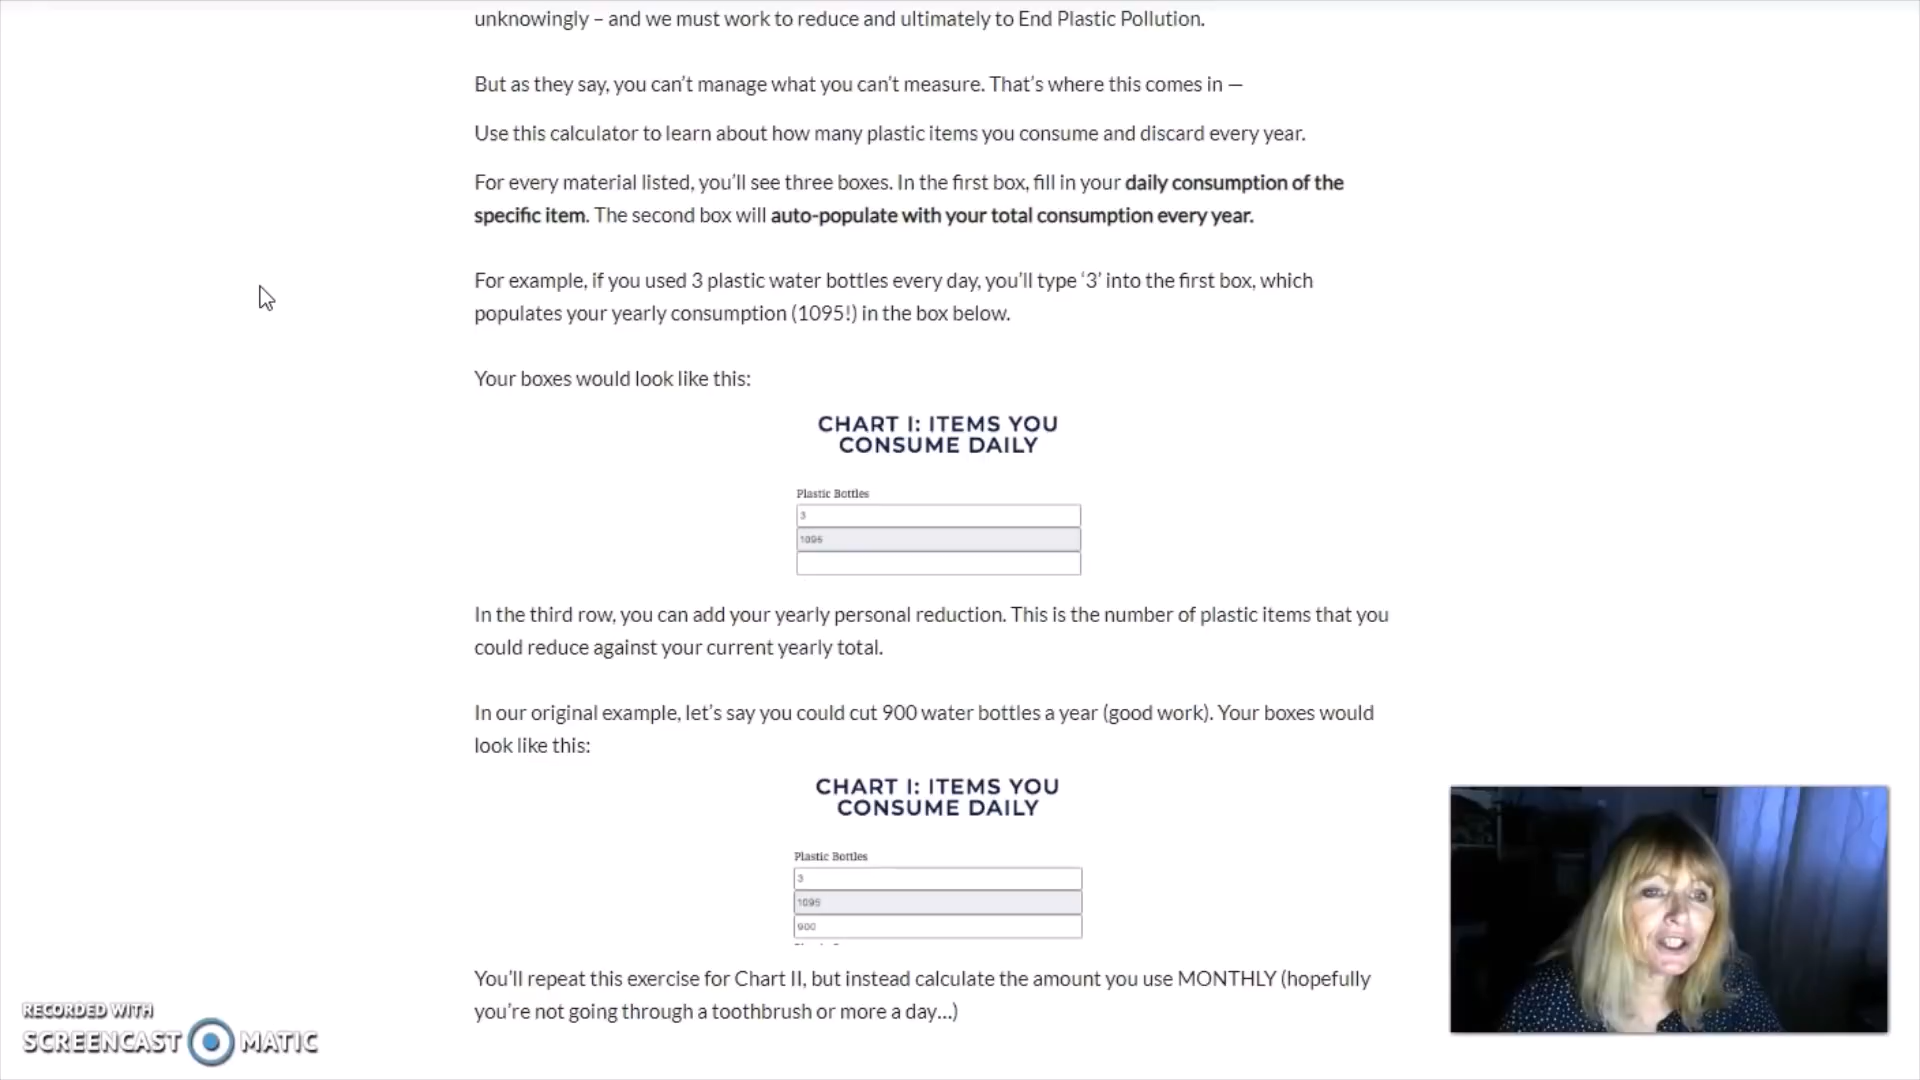 unknowingly – and we must work to reduce and ultimately to End Plastic Pollution.
But as they say, you can’t manage what you can’t measure. That’s where this comes in —
Use this calculator to learn about how many plastic items you consume and discard every year.
For every material listed, you’ll see three boxes. In the first box, fill in your daily consumption of the
specific item. The second box will auto-populate with your total consumption every year.
For example, if you used 3 plastic water bottles every day, you’ll type ‘3’ into the first box, which
populates your yearly consumption (1095!) in the box below.
Your boxes would look like this:
CHART I: ITEMS YOU
CONSUME DAILY
Plastic Bottles
3
1095
In the third row, you can add your yearly personal reduction. This is the number of plastic items that you
could reduce against your current yearly total.
In our original example, let’s say you could cut 900 water bottles a year (good work). Your boxes would
look like this:
CHART I: ITEMS YOU
CONSUME DAILY
Plastic Bottles
3
1095
900
You’ll repeat this exercise for Chart II, but instead calculate the amount you use MONTHLY (hopefully
you’re not going through a toothbrush or more a day…)
RECORDED WITH
SCREENCAST MATIC